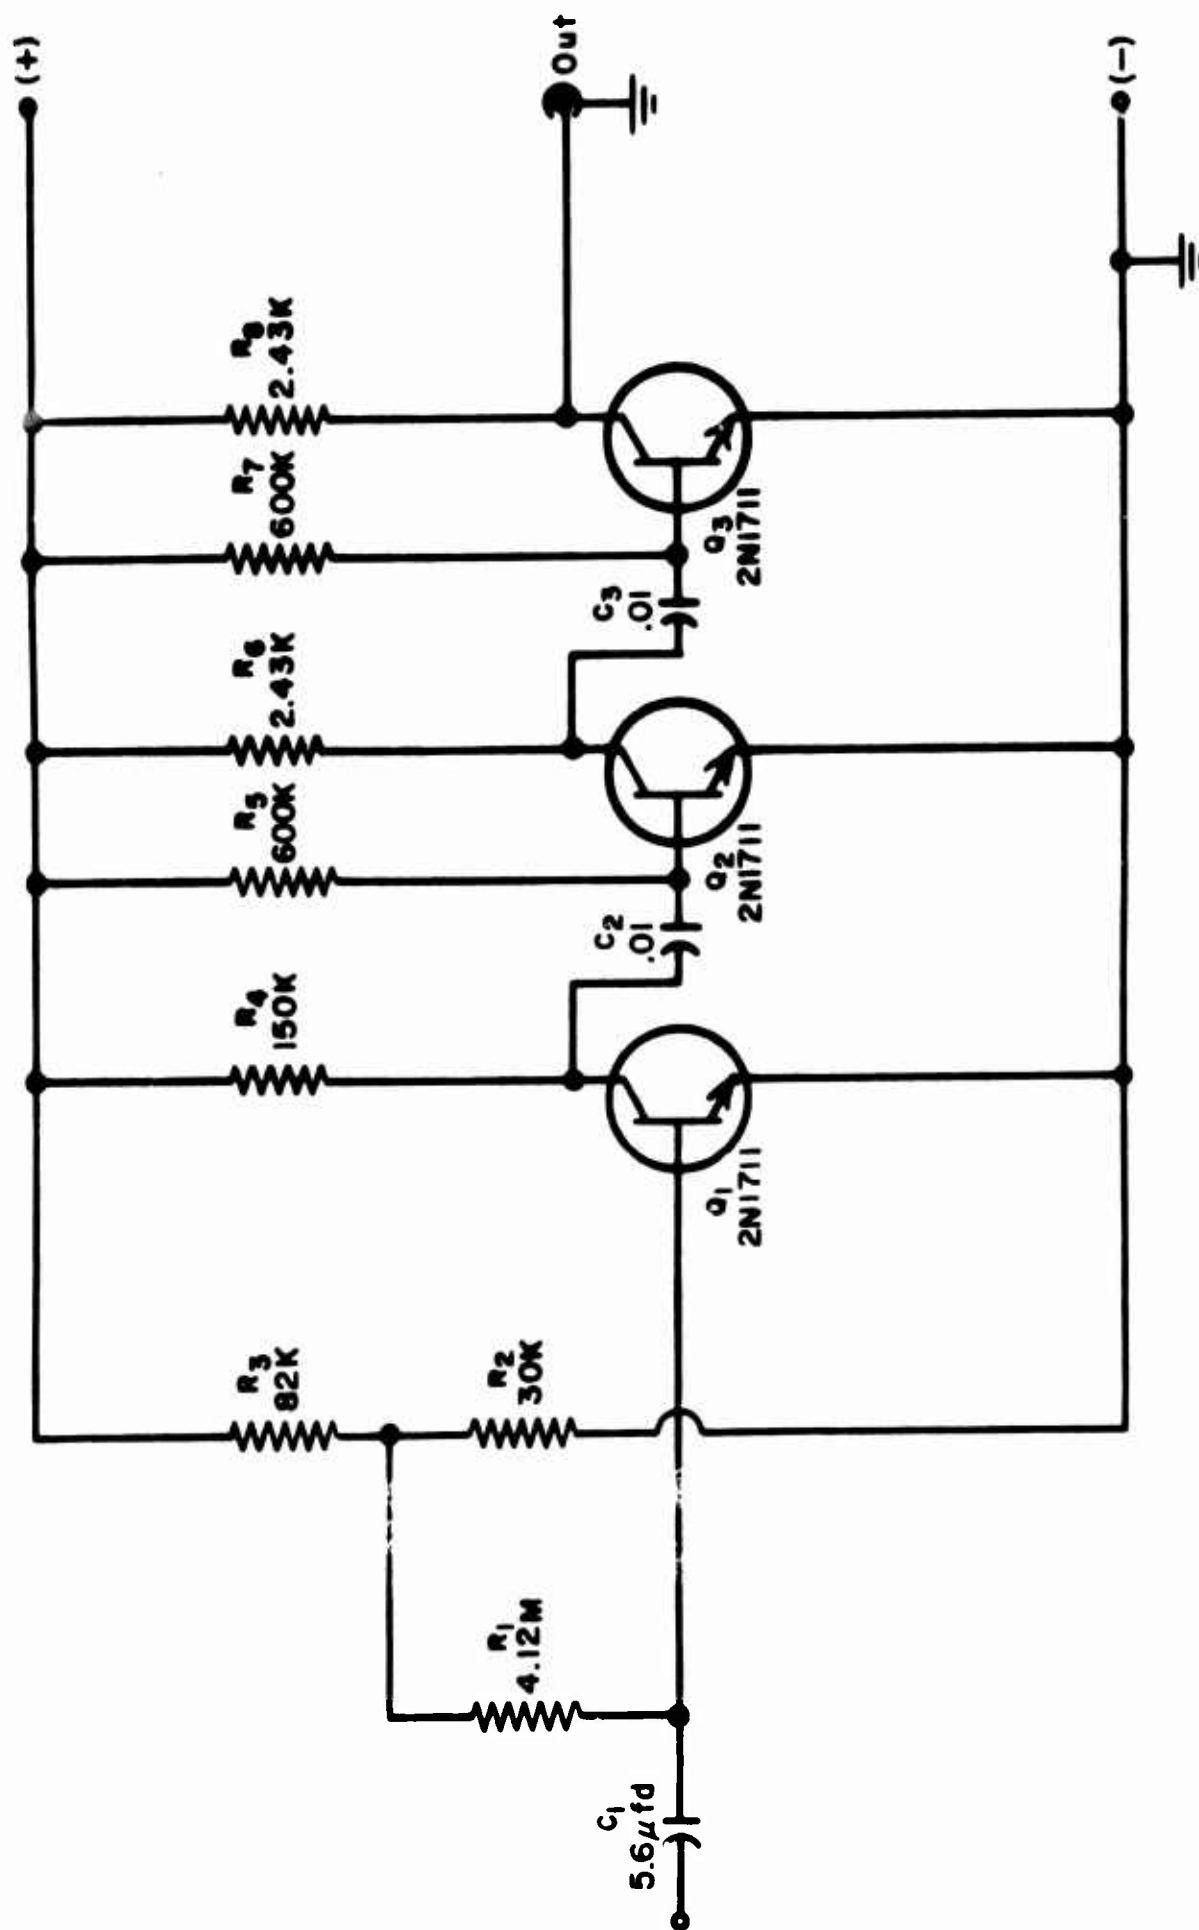 (+)
Out
(-)
R8
2.43K
R7
600K
R6
2.43K
R5
600K
R4
150K
R3
82K
R2
30K
R1
4.12M
C1
5.6μfd
C2
.01
C3
.01
Q1
2N1711
Q2
2N1711
Q3
2N1711